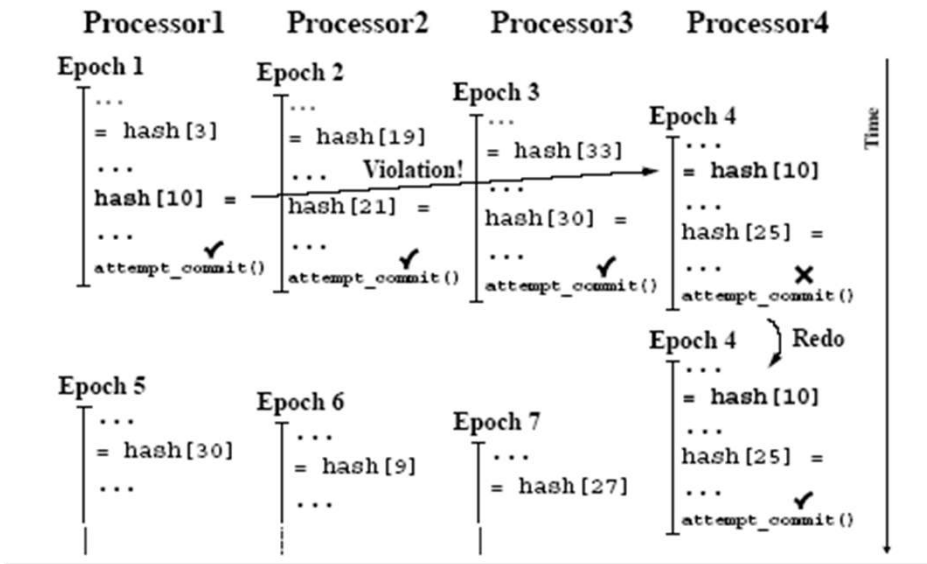 Processor1 Processor2 Processor3 Processor4
Epoch 1
...
= hash[3]
...
hash[10] =
...
attempt_commit()
Epoch 2
...
= hash[19]
...
hash[21] =
...
attempt_commit()
Epoch 3
...
= hash[33]
...
hash[30] =
...
attempt_commit()
Epoch 4
...
= hash[10]
...
hash[25] =
...
attempt_commit()
Violation!
Time
Redo
Epoch 5
...
= hash[30]
...
Epoch 6
...
= hash[9]
...
Epoch 7
...
= hash[27]
Epoch 4
...
= hash[10]
...
hash[25] =
...
attempt_commit()